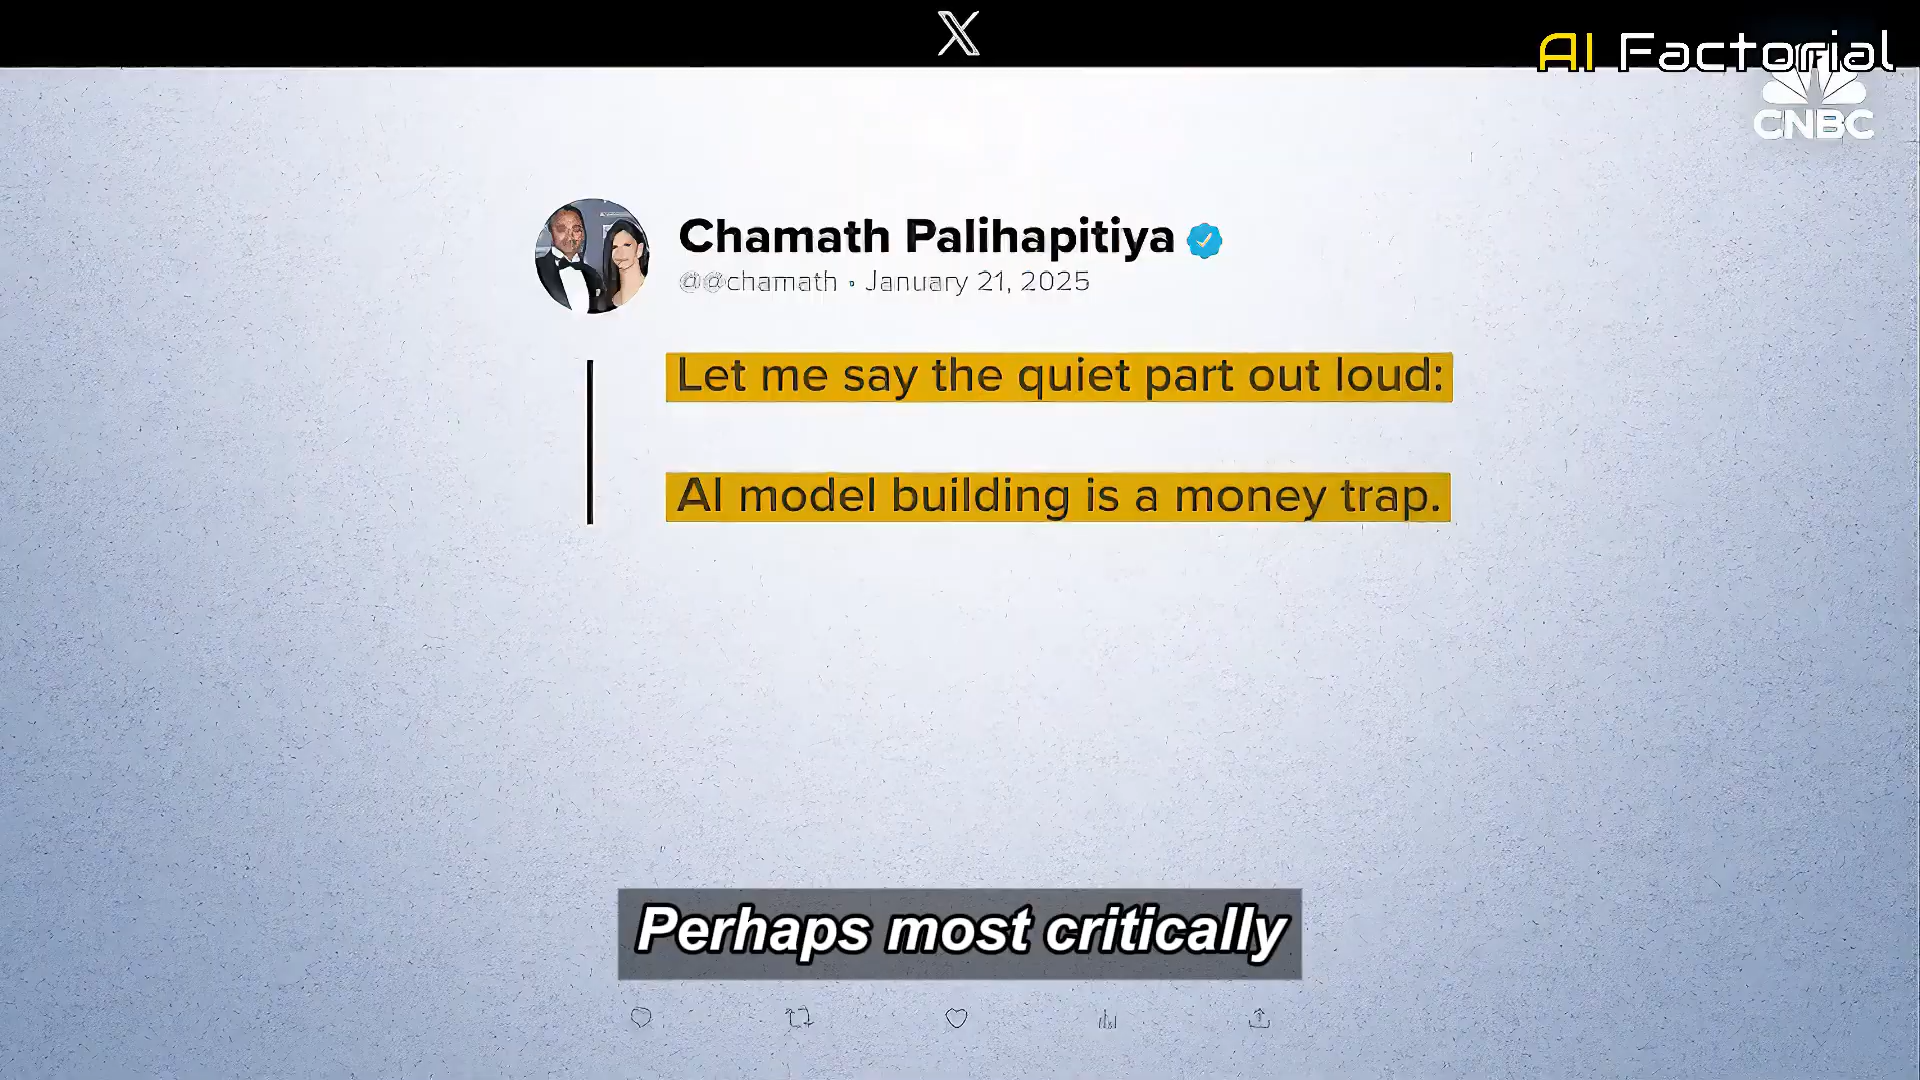 X
AI Factorial
CNBC
Chamath Palihapitiya
@@chamath · January 21, 2025
Let me say the quiet part out loud:
AI model building is a money trap.
Perhaps most critically